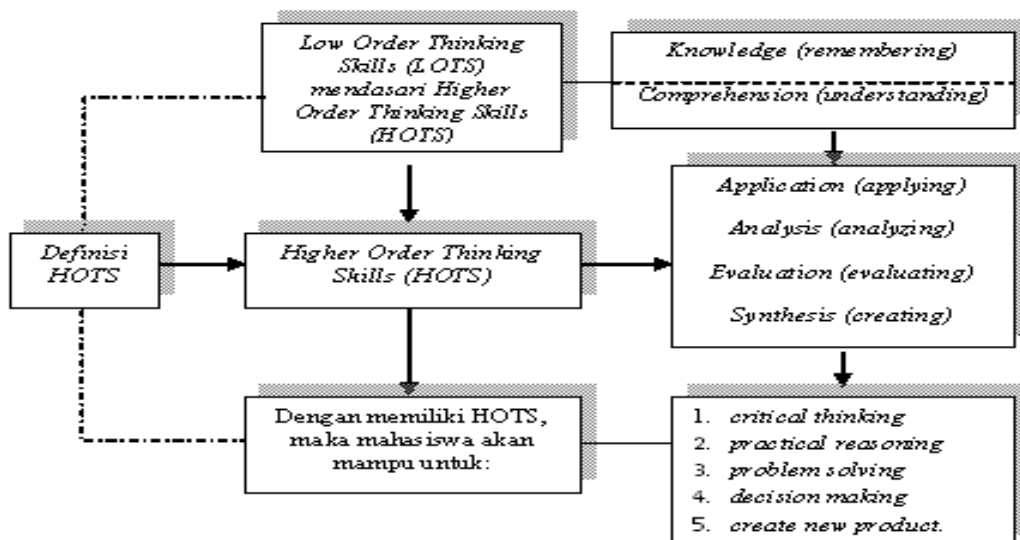 Low Order Thinking
Skills (LOTS)
mendasari Higher
Order Thinking Skills
(HOTS)
Knowledge (remembering)
Comprehension (understanding)
Application (applying)
Analysis (analyzing)
Evaluation (evaluating)
Synthesis (creating)
Definisi
HOTS
Higher Order Thinking
Skills (HOTS)
Dengan memiliki HOTS,
maka mahasiswa akan
mampu untuk:
1. critical thinking
2. practical reasoning
3. problem solving
4. decision making
5. create new product.